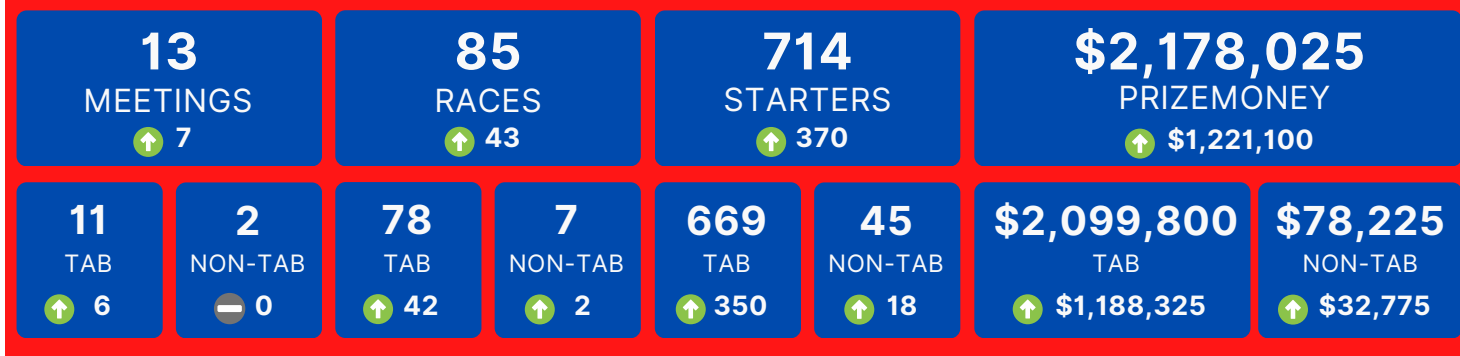 13
MEETINGS
7
85
RACES
43
714
STARTERS
370
$2,178,025
PRIZEMONEY
$1,221,100
11
TAB
6
2
NON-TAB
0
78
TAB
42
7
NON-TAB
2
669
TAB
350
45
NON-TAB
18
$2,099,800
TAB
$1,188,325
$78,225
NON-TAB
$32,775